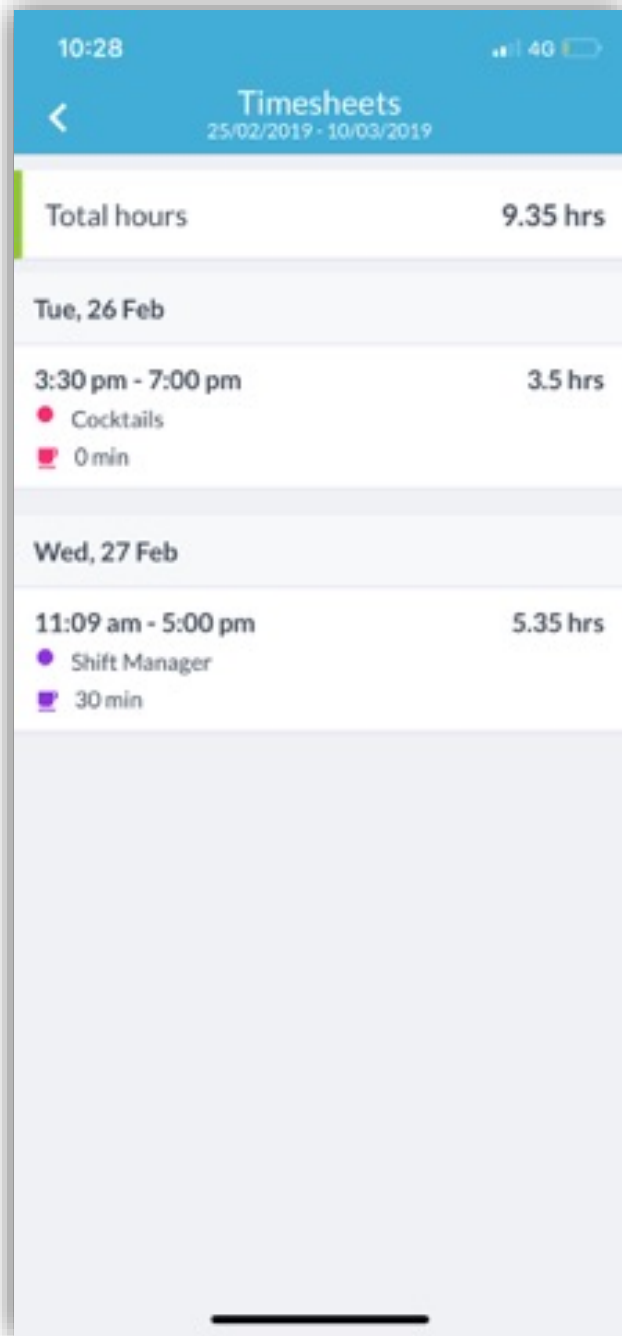 10:28
4G
Timesheets
25/02/2019 - 10/03/2019
Total hours 9.35 hrs
Tue, 26 Feb
3:30 pm - 7:00 pm 3.5 hrs
Cocktails
0 min
Wed, 27 Feb
11:09 am - 5:00 pm 5.35 hrs
Shift Manager
30 min